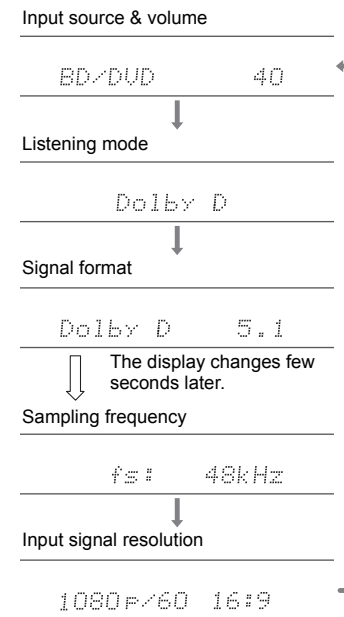 Input source & volume
BD/DVD 40
Listening mode
Dolby D
Signal format
Dolby D 5.1
The display changes few
seconds later.
Sampling frequency
fs: 48kHz
Input signal resolution
1080p/60 16:9